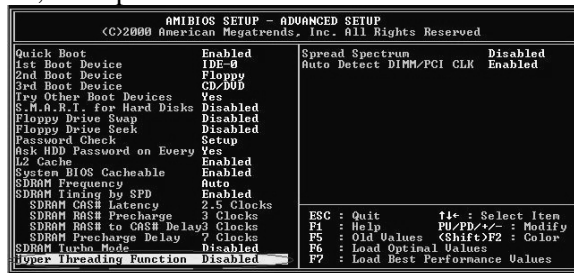 AMIBIOS SETUP - ADVANCED SETUP
(C)2000 American Megatrends, Inc. All Rights Reserved
Quick Boot Enabled
1st Boot Device IDE-0
2nd Boot Device Floppy
3rd Boot Device CD/DVD
Try Other Boot Devices Yes
S.M.A.R.T. for Hard Disks Disabled
Floppy Drive Swap Disabled
Floppy Drive Seek Disabled
Password Check Setup
Ask HDD Password on Every Yes
L2 Cache Enabled
System BIOS Cacheable Enabled
SDRAM Frequency Auto
SDRAM Timing by SPD Enabled
SDRAM CAS# Latency 2.5 Clocks
SDRAM RAS# Precharge 3 Clocks
SDRAM RAS# to CAS# Delay3 Clocks
SDRAM Precharge Delay 7 Clocks
SDRAM Turbo Mode Disabled
Hyper Threading Function Disabled
Spread Spectrum Disabled
Auto Detect DIMM/PCI CLK Enabled
ESC : Quit ↑↓← : Select Item
F1 : Help PU/PD/+/- : Modify
F5 : Old Values (Shift)F2 : Color
F6 : Load Optimal Values
F7 : Load Best Performance Values